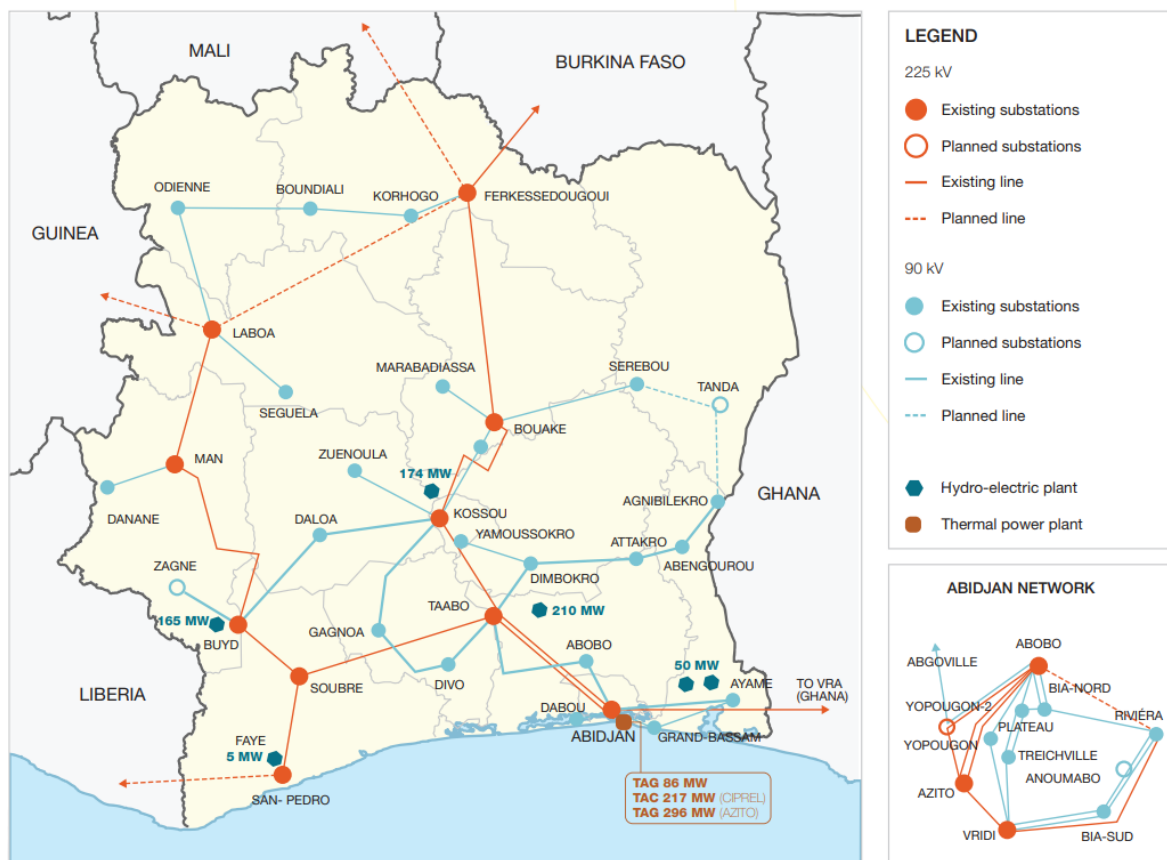 MALI
BURKINA FASO
ODIENNE
BOUNDIALI
KORHOGO
FERKESSEDOUGOUI
GUINEA
LABOA
SEGUELA
MARABADIASSA
SEREBOU
TANDA
BOUAKE
MAN
ZUENOULA
174 MW
DANANE
DALOA
KOSSOU
YAMOUSSOKRO
AGNIBILEKRO
GHANA
ATTAKRO
ABENGOUROU
DIMBOKRO
ZAGNE
165 MW
BUYD
TAABO
210 MW
GAGNOA
ABOBO
50 MW
AYAME
LIBERIA
SOUBRE
DIVO
DABOU
TO VRA
(GHANA)
ABIDJAN
GRAND-BASSAM
FAYE
5 MW
SAN- PEDRO
TAG 86 MW
TAC 217 MW (CIPREL)
TAG 296 MW (AZITO)
LEGEND
225 kV
Existing substations
Planned substations
Existing line
Planned line
90 kV
Existing substations
Planned substations
Existing line
Planned line
Hydro-electric plant
Thermal power plant
ABIDJAN NETWORK
ABOBO
ABGOVILLE
BIA-NORD
YOPOUGON-2
PLATEAU
RIVIÉRA
YOPOUGON
TREICHVILLE
ANOUMABO
AZITO
VRIDI
BIA-SUD